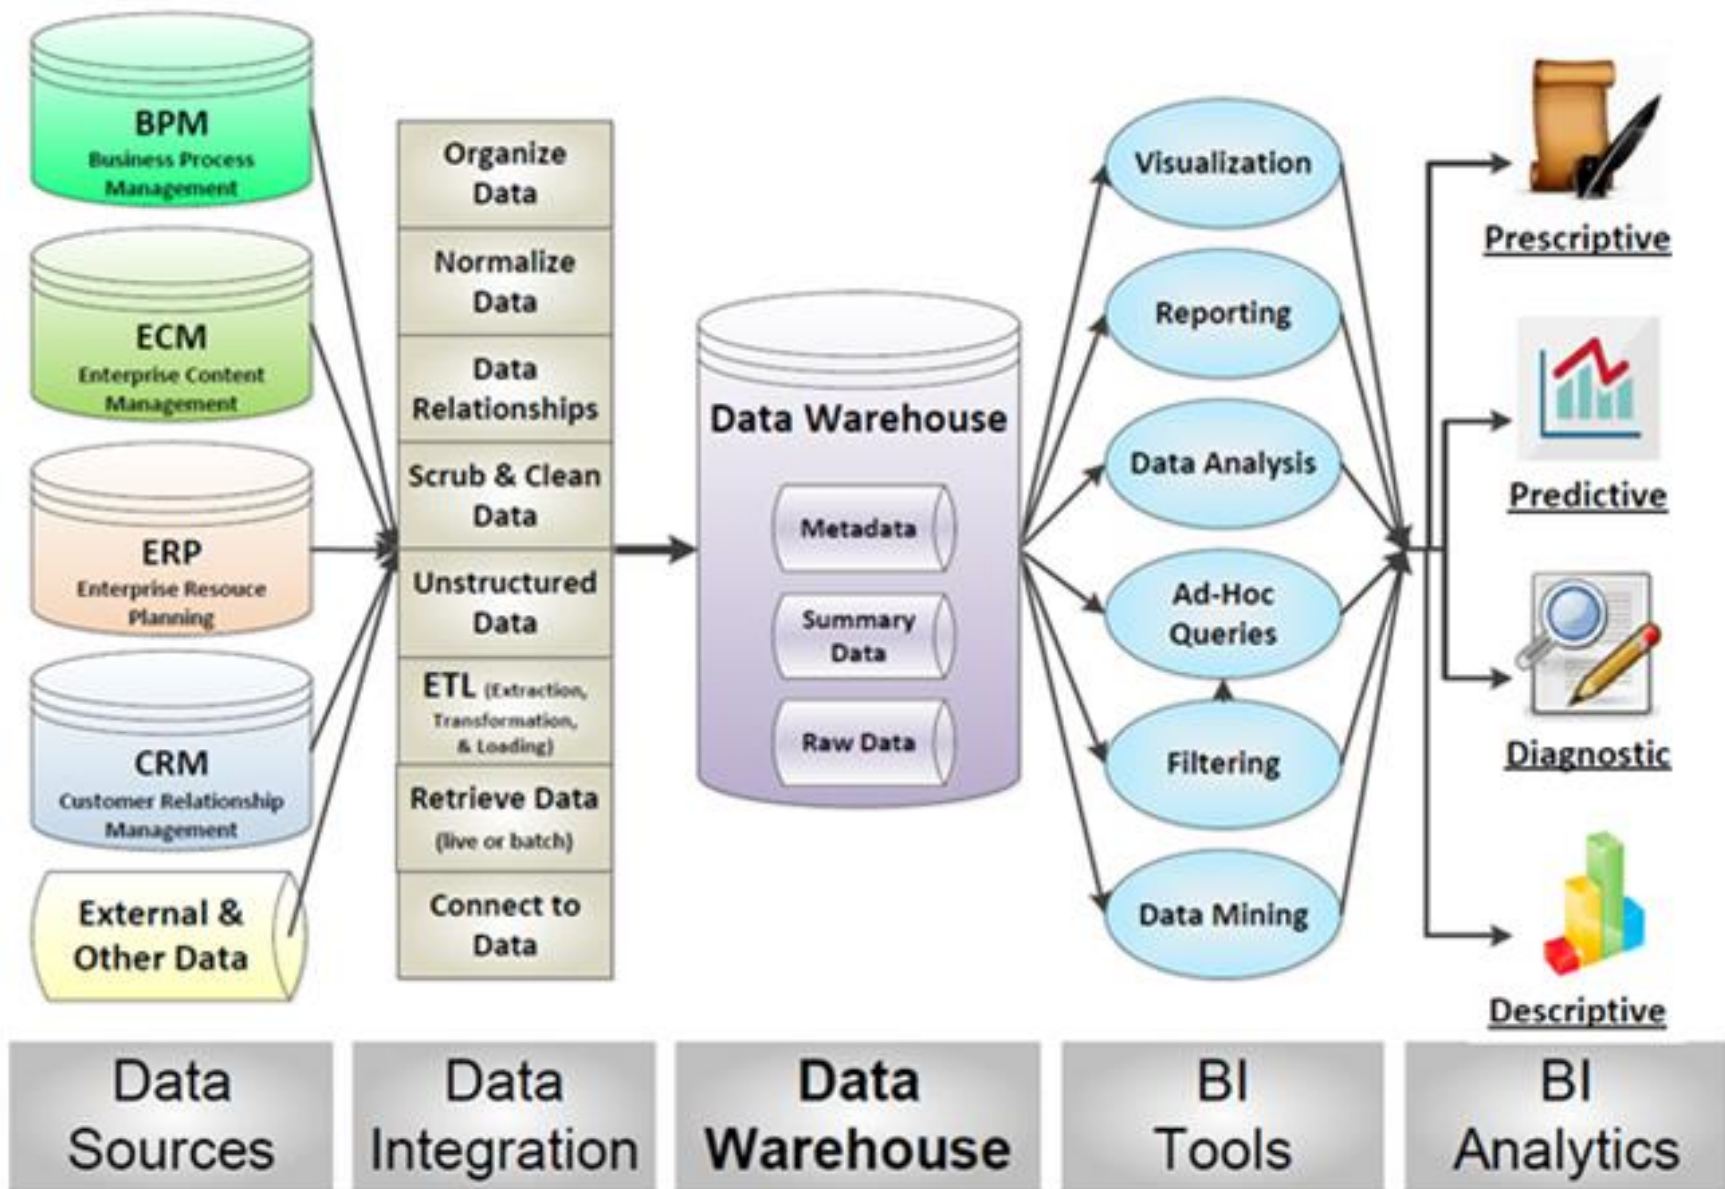 BPM
Business Process
Management
ECM
Enterprise Content
Management
ERP
Enterprise Resouce
Planning
CRM
Customer Relationship
Management
External &
Other Data
Organize
Data
Normalize
Data
Data
Relationships
Scrub & Clean
Data
Unstructured
Data
ETL (Extraction,
Transformation,
& Loading)
Retrieve Data
(live or batch)
Connect to
Data
Data Warehouse
Metadata
Summary
Data
Raw Data
Visualization
Reporting
Data Analysis
Ad-Hoc
Queries
Filtering
Data Mining
Prescriptive
Predictive
Diagnostic
Descriptive
Data
Sources
Data
Integration
Data
Warehouse
BI
Tools
BI
Analytics